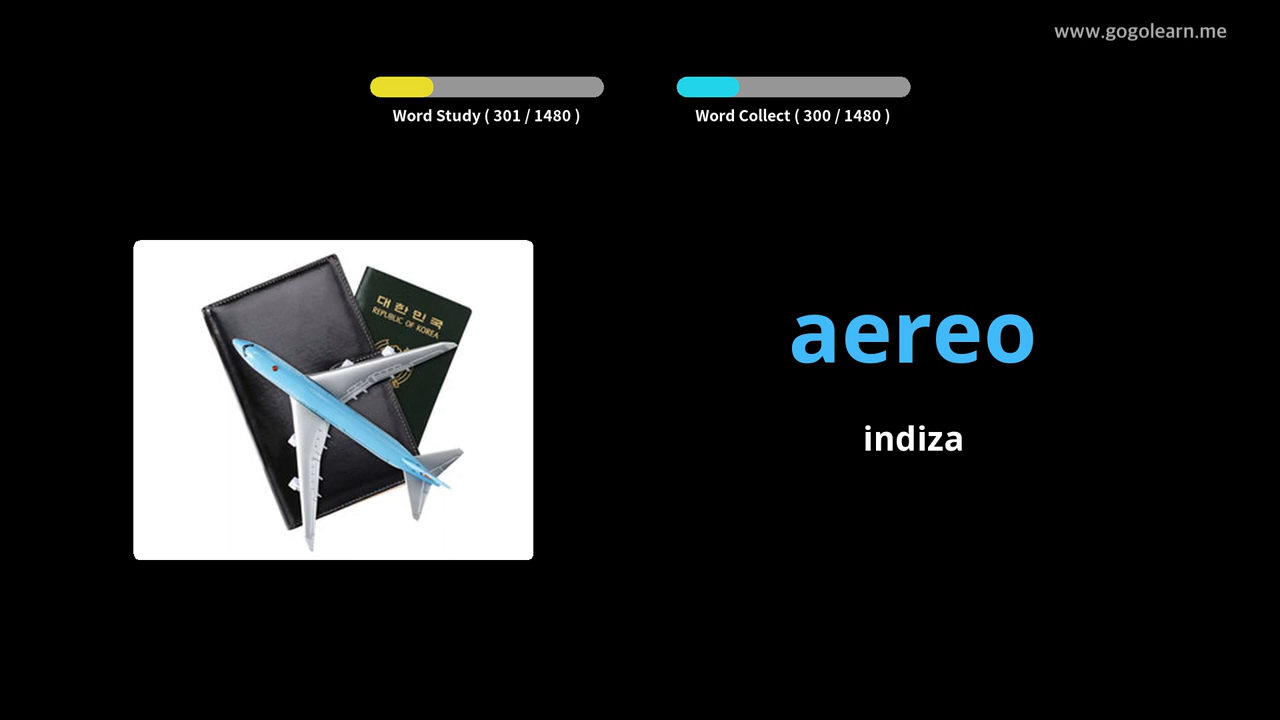 www.gogolearn.me
Word Study ( 301 / 1480 )
Word Collect ( 300 / 1480 )
대한민국
REPUBLIC OF KOREA
aereo
indiza